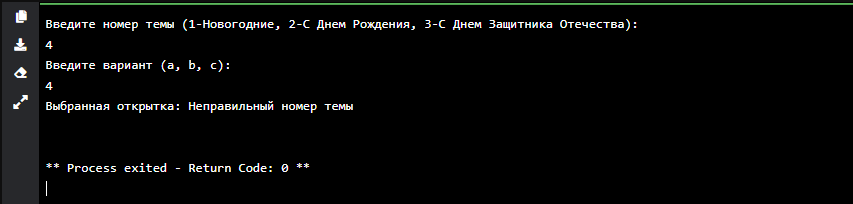 Введите номер темы (1-Новогодние, 2-С Днем Рождения, 3-С Днем Защитника Отечества):
4
Введите вариант (a, b, c):
4
Выбранная открытка: Неправильный номер темы
** Process exited - Return Code: 0 **